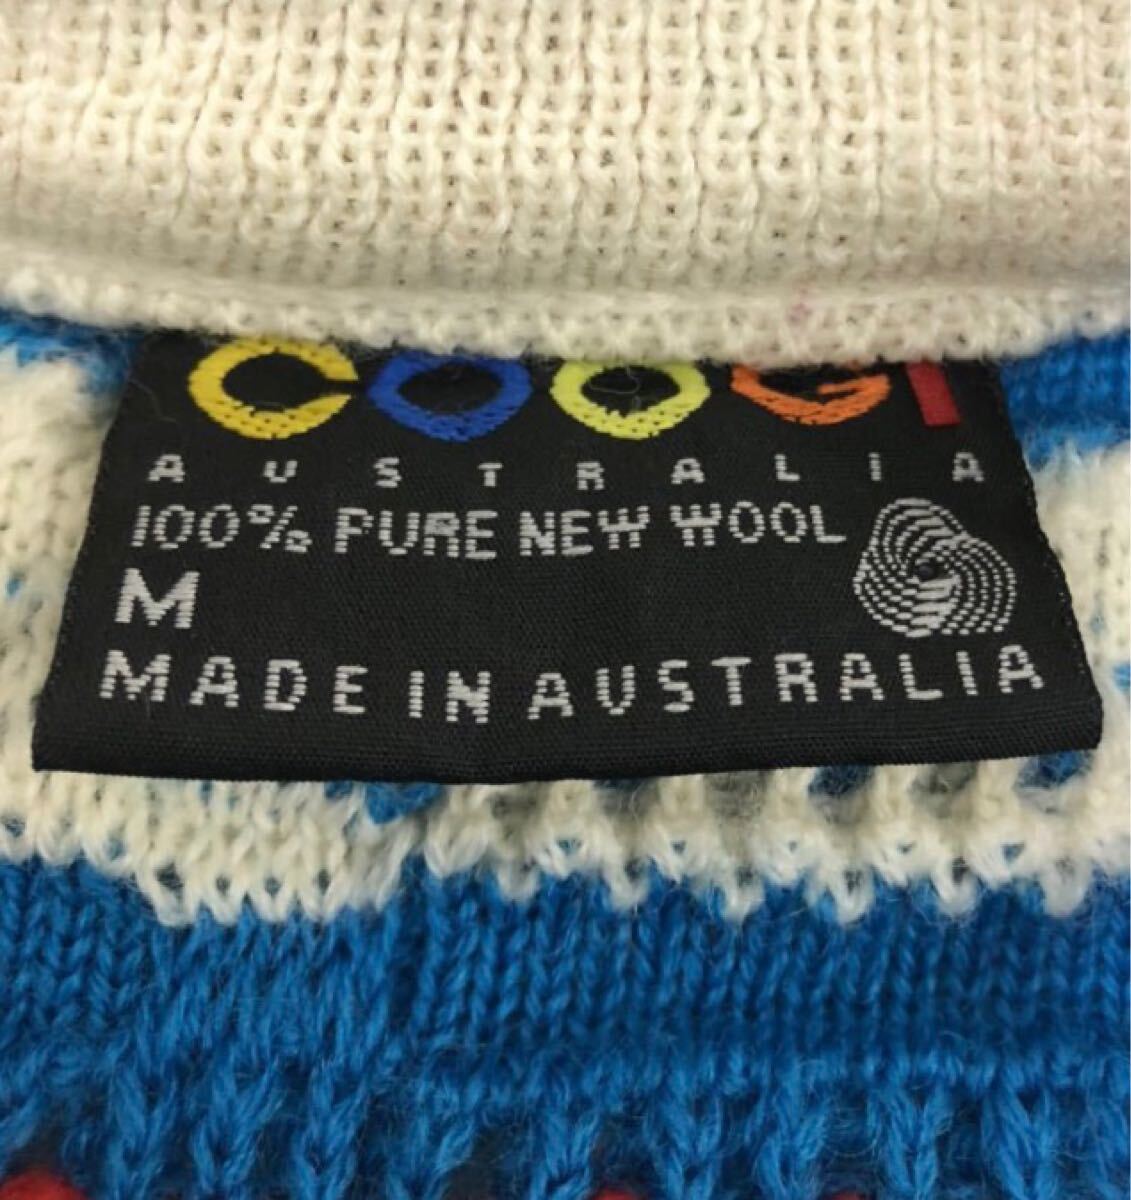 COOGI
AUSTRALIA
100% PURE NEW WOOL
M
MADE IN AUSTRALIA